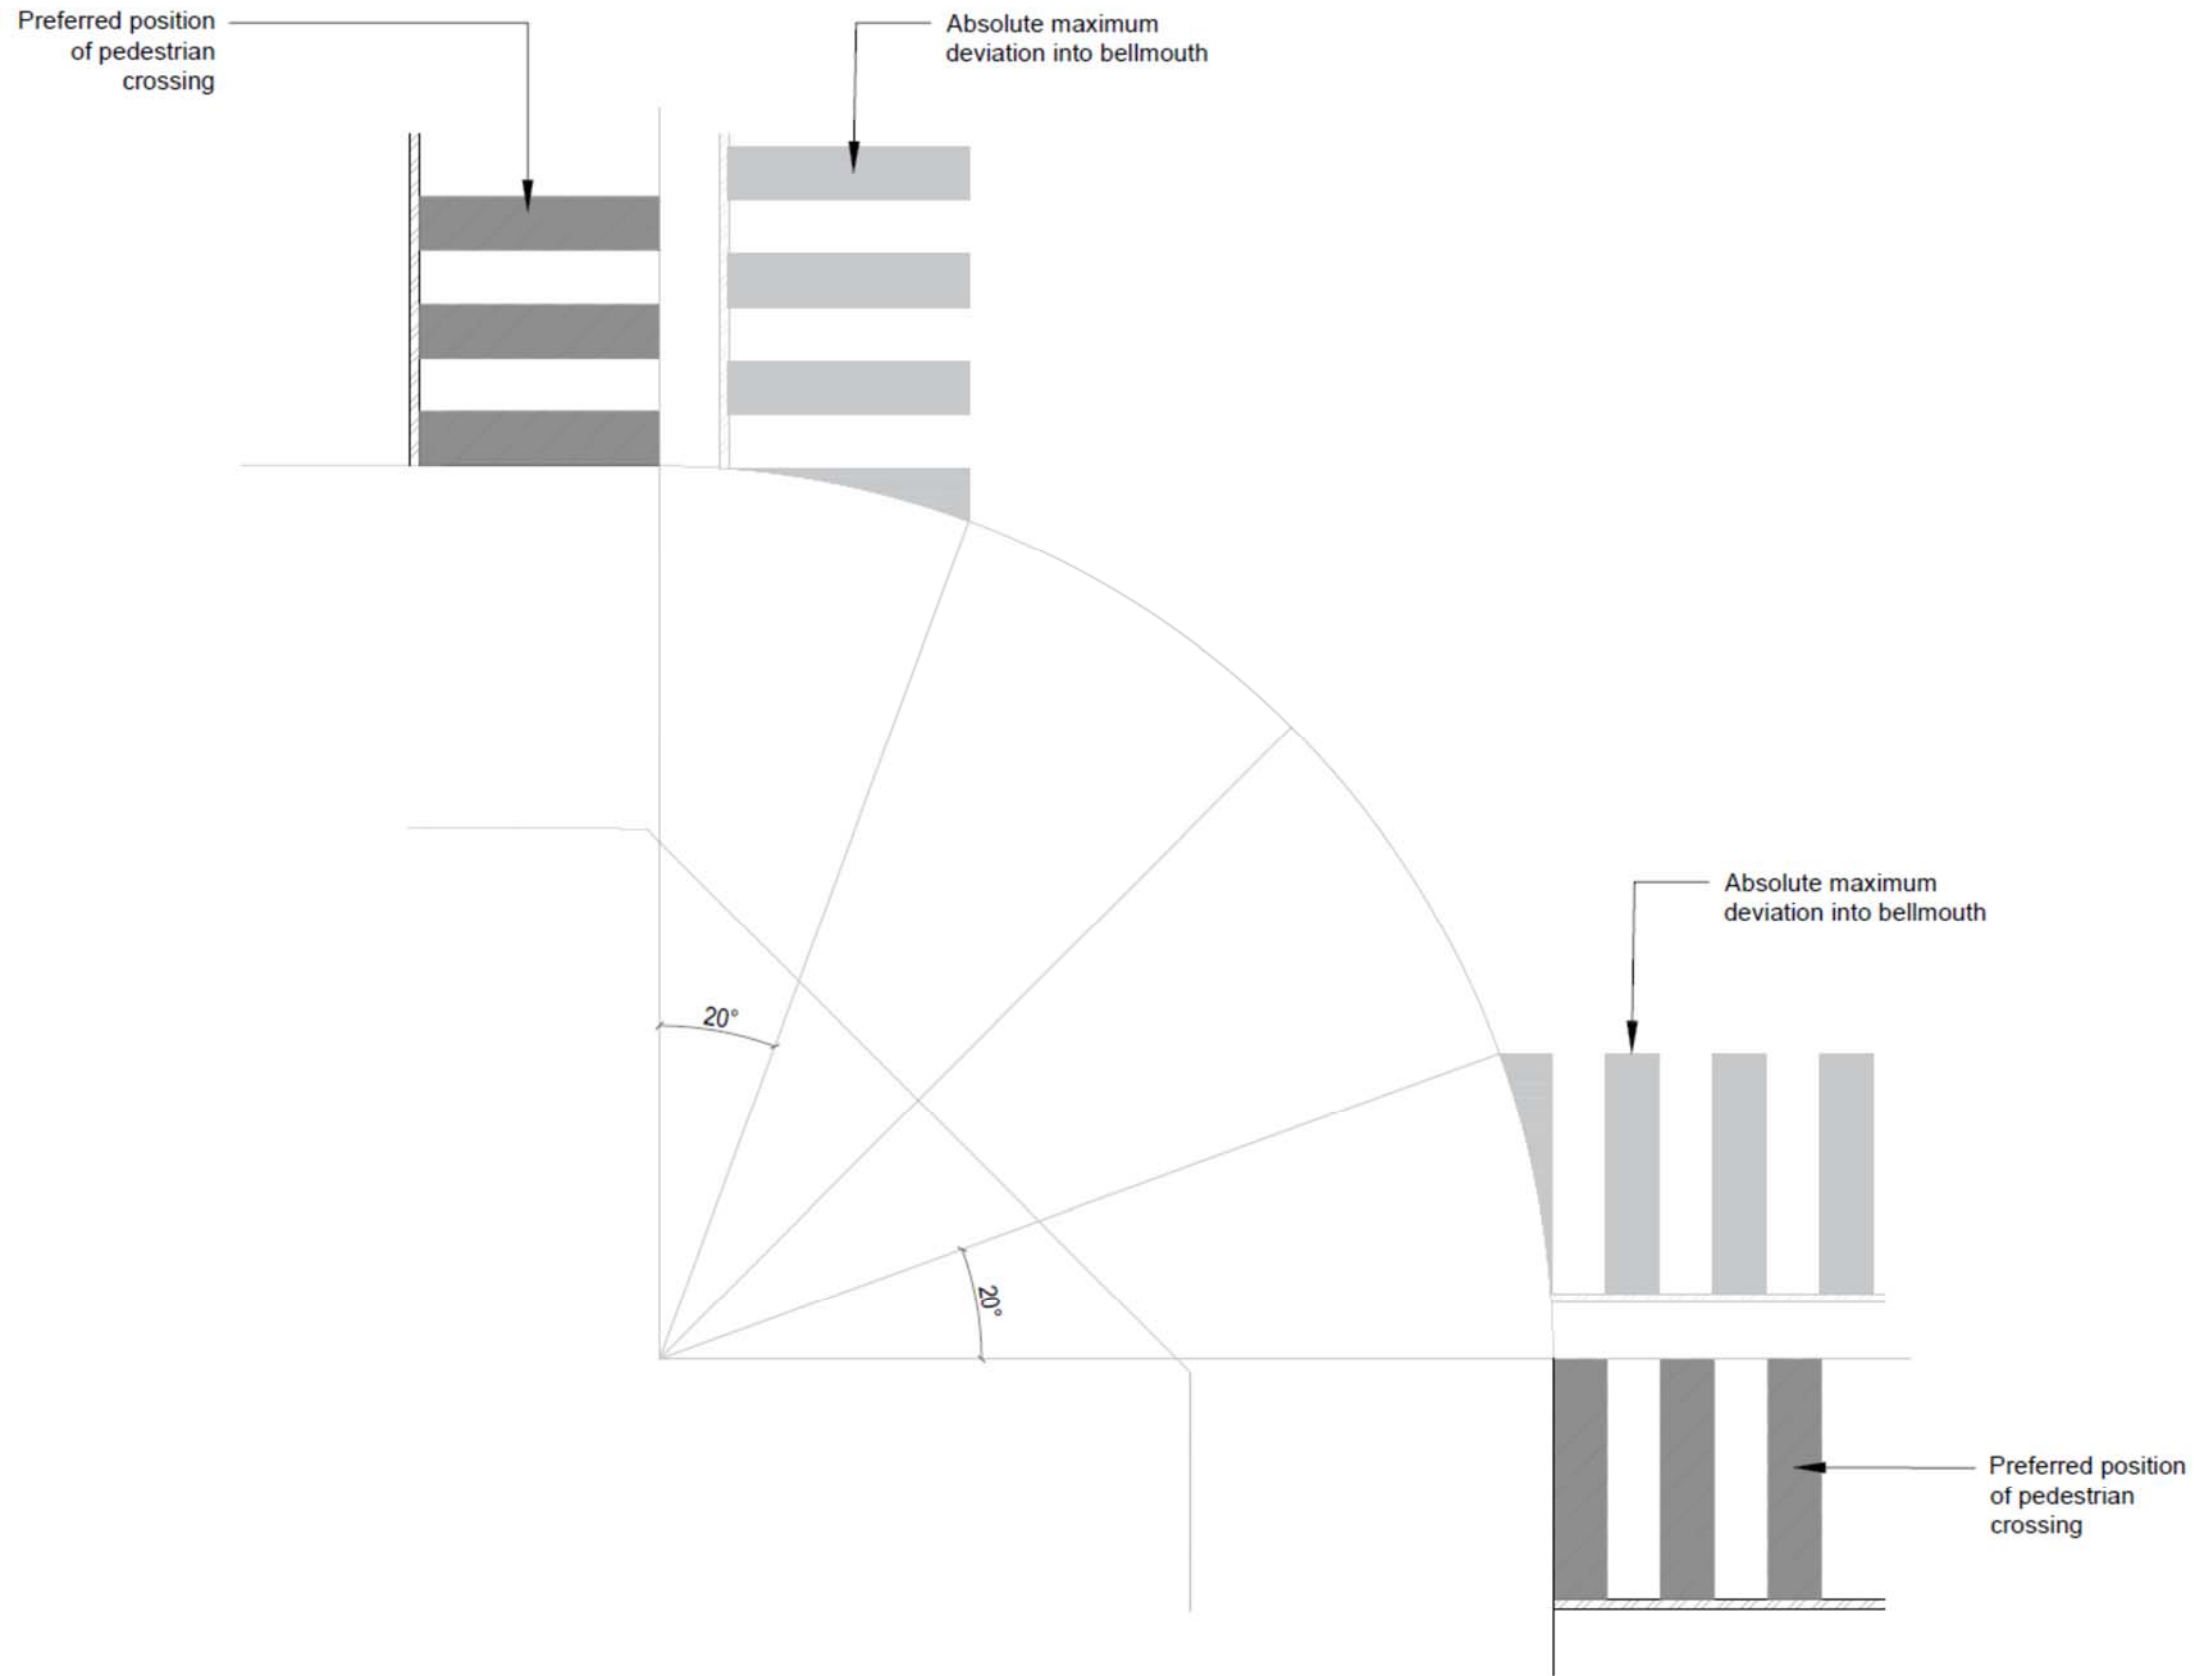 Preferred position
of pedestrian
crossing
Absolute maximum
deviation into bellmouth
Absolute maximum
deviation into bellmouth
20°
20°
Preferred position
of pedestrian
crossing